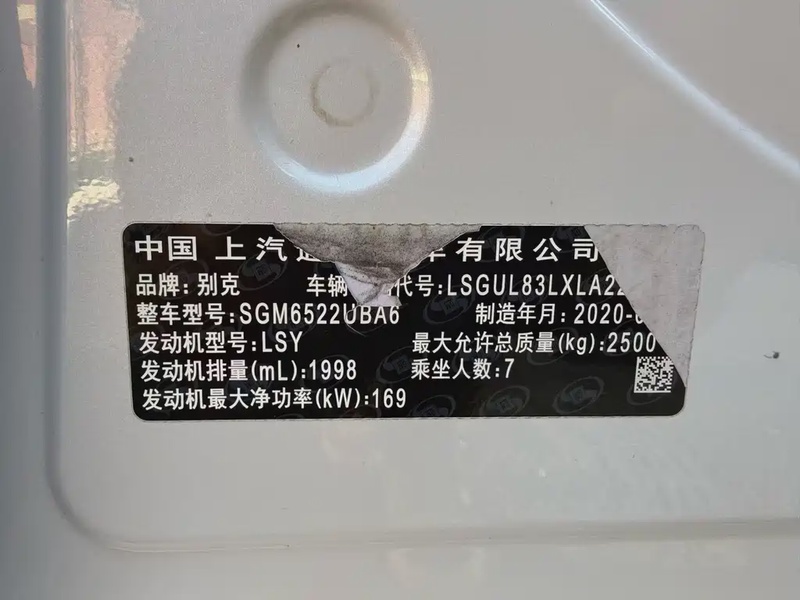 中国 上汽 车有限公司
品牌:别克 车辆 代号:LSGUL83LXLA22
整车型号:SGM6522UBA6 制造年月:2020-
发动机型号:LSY 最大允许总质量(kg):2500
发动机排量(mL):1998 乘坐人数:7
发动机最大净功率(kW):169